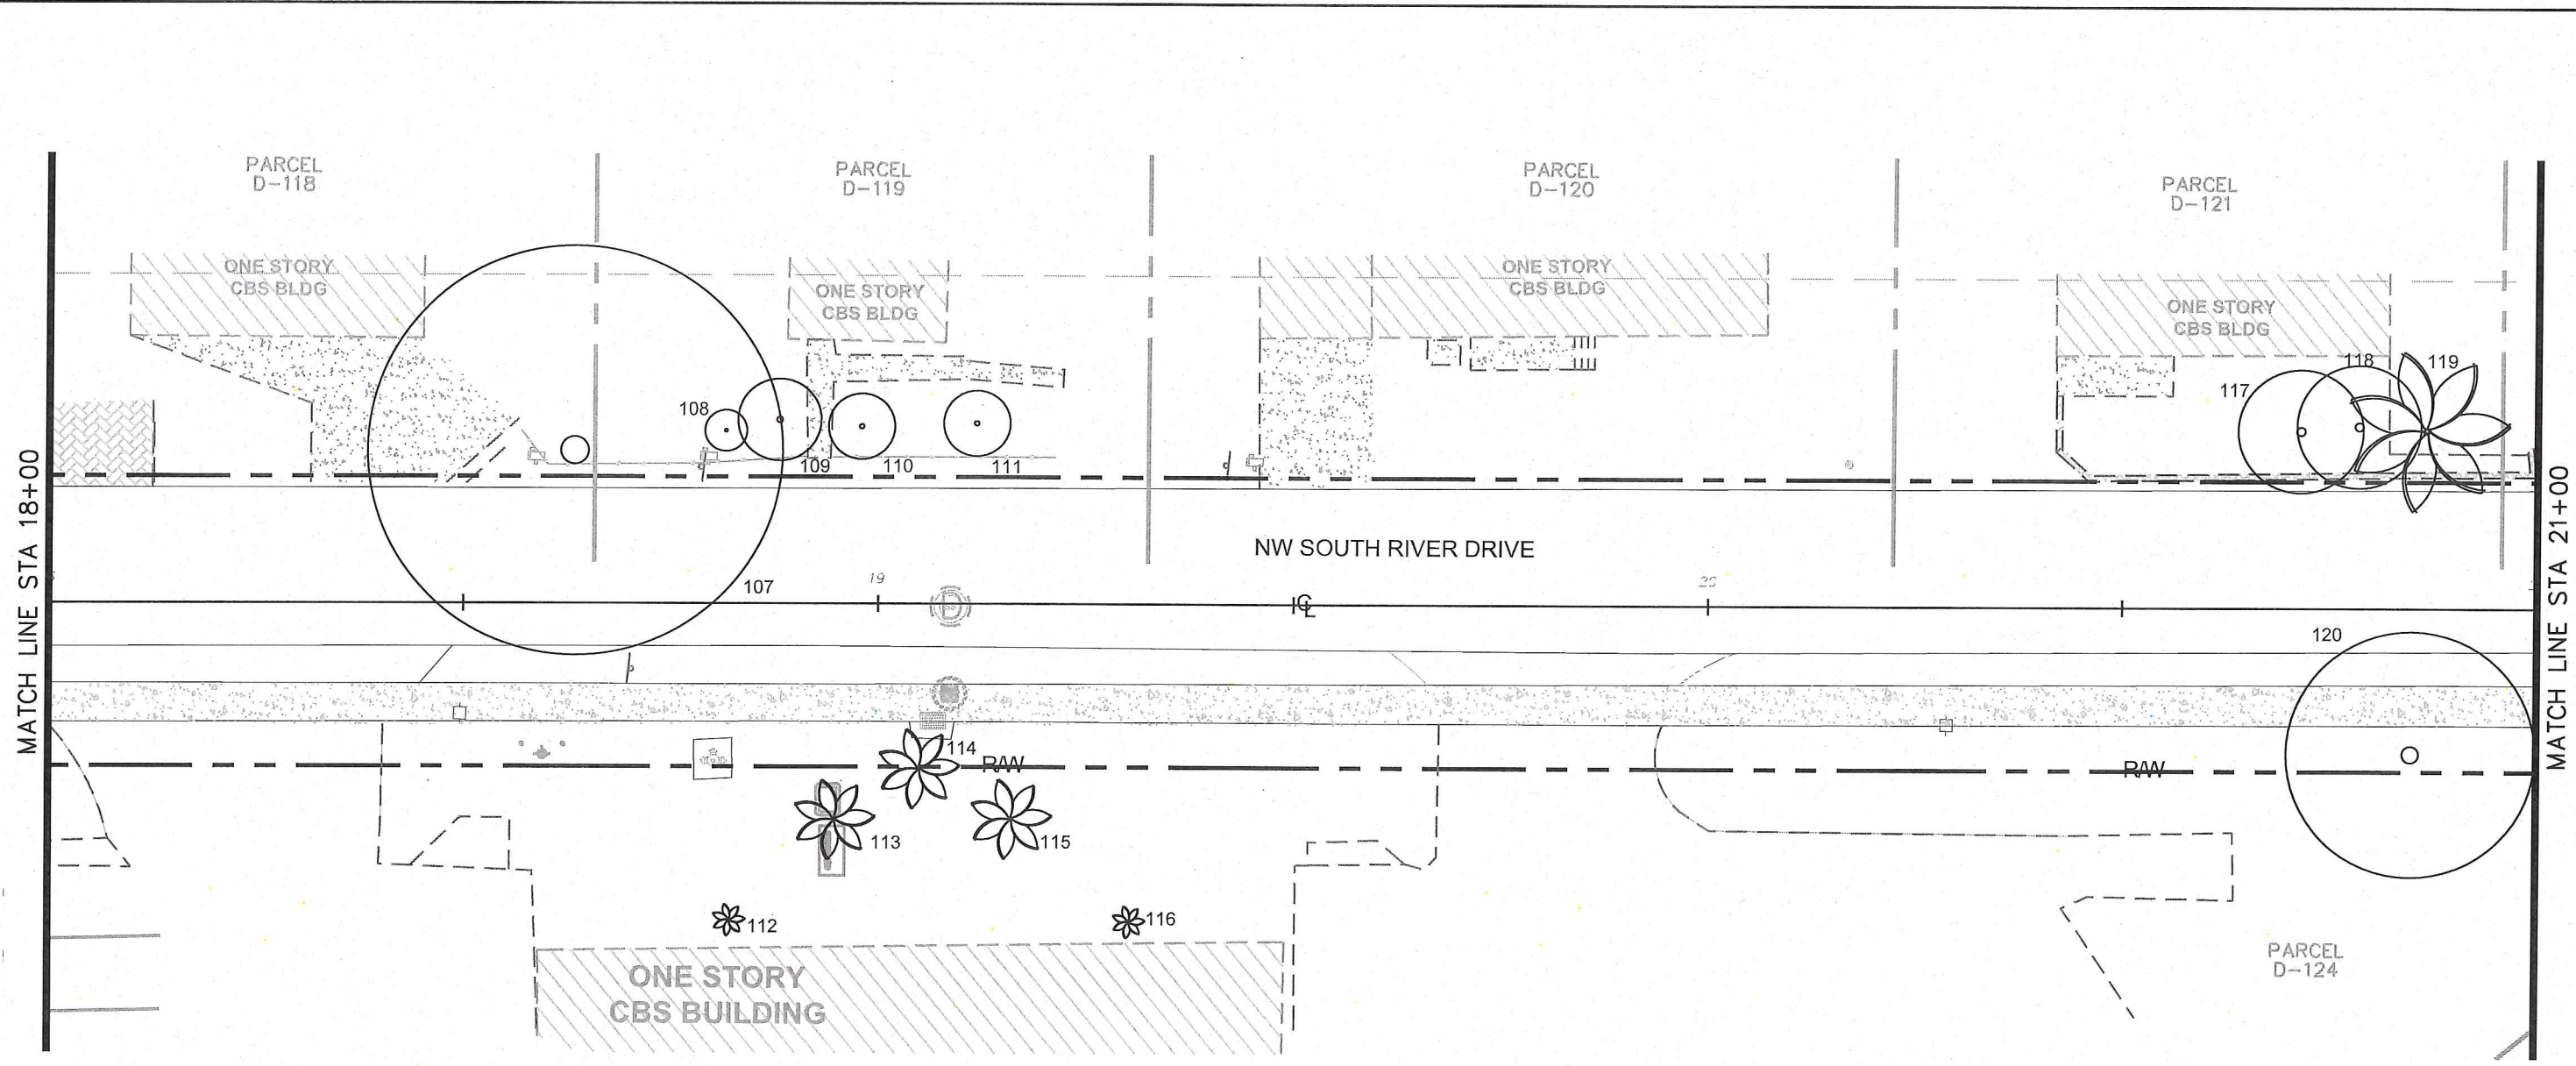 PARCEL
D-118
PARCEL
D-119
PARCEL
D-120
PARCEL
D-121
ONE STORY
CBS BLDG
ONE STORY
CBS BLDG
ONE STORY
CBS BLDG
ONE STORY
CBS BLDG
118
119
117
108
109
110
111
MATCH LINE STA 18+00
MATCH LINE STA 21+00
NW SOUTH RIVER DRIVE
107
19
20
D
CL
120
114
R/W
R/W
113
115
112
116
PARCEL
D-124
ONE STORY
CBS BUILDING